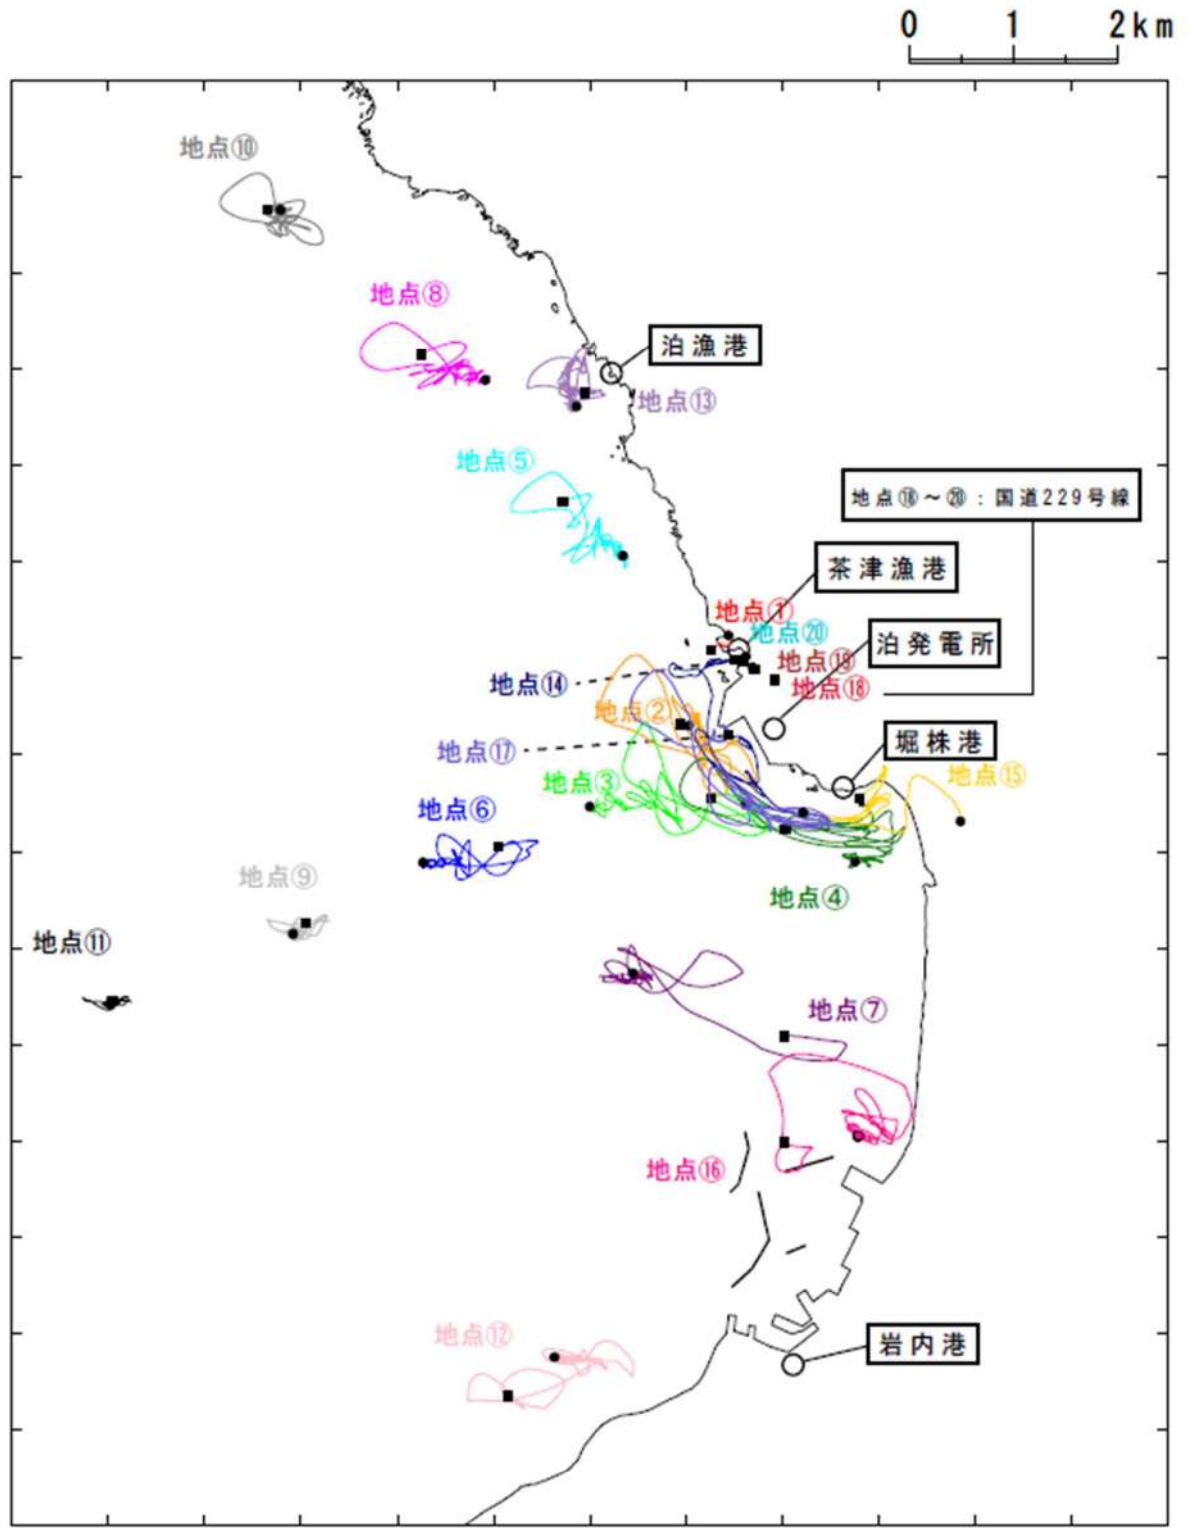 0 1 2km
地点⑩
地点⑧
泊漁港
地点⑬
地点⑤
地点⑱～⑳：国道229号線
茶津漁港
地点①
地点⑳
泊発電所
地点⑲
地点⑭
地点⑱
地点②
地点⑰
堀株港
地点⑮
地点③
地点⑥
地点⑨
地点④
地点⑪
地点⑦
地点⑯
地点⑫
岩内港